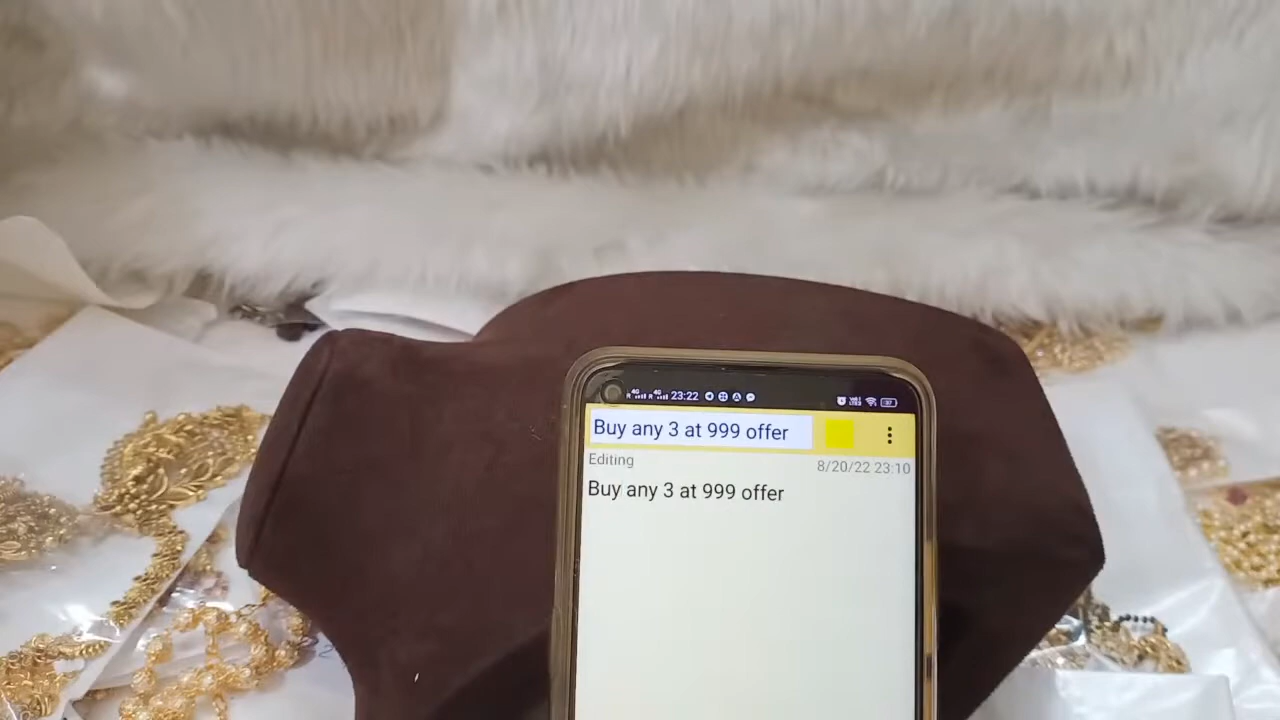 23:22
Buy any 3 at 999 offer
Editing
8/20/22 23:10
Buy any 3 at 999 offer